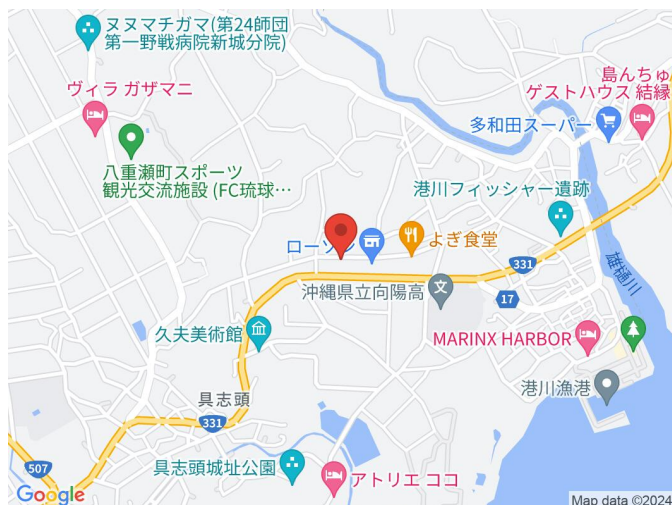 ヌヌマチガマ(第24師団
第一野戦病院新城分院)
ヴィラ ガザマニ
島んちゅ
ゲストハウス 結縁
多和田スーパー
八重瀬町スポーツ
観光交流施設 (FC琉球…
港川フィッシャー遺跡
ローソン
よぎ食堂
331
雄樋川
沖縄県立向陽高
17
久夫美術館
MARINX HARBOR
港川漁港
具志頭
331
507
具志頭城址公園
アトリエ ココ
Google
Map data ©2024